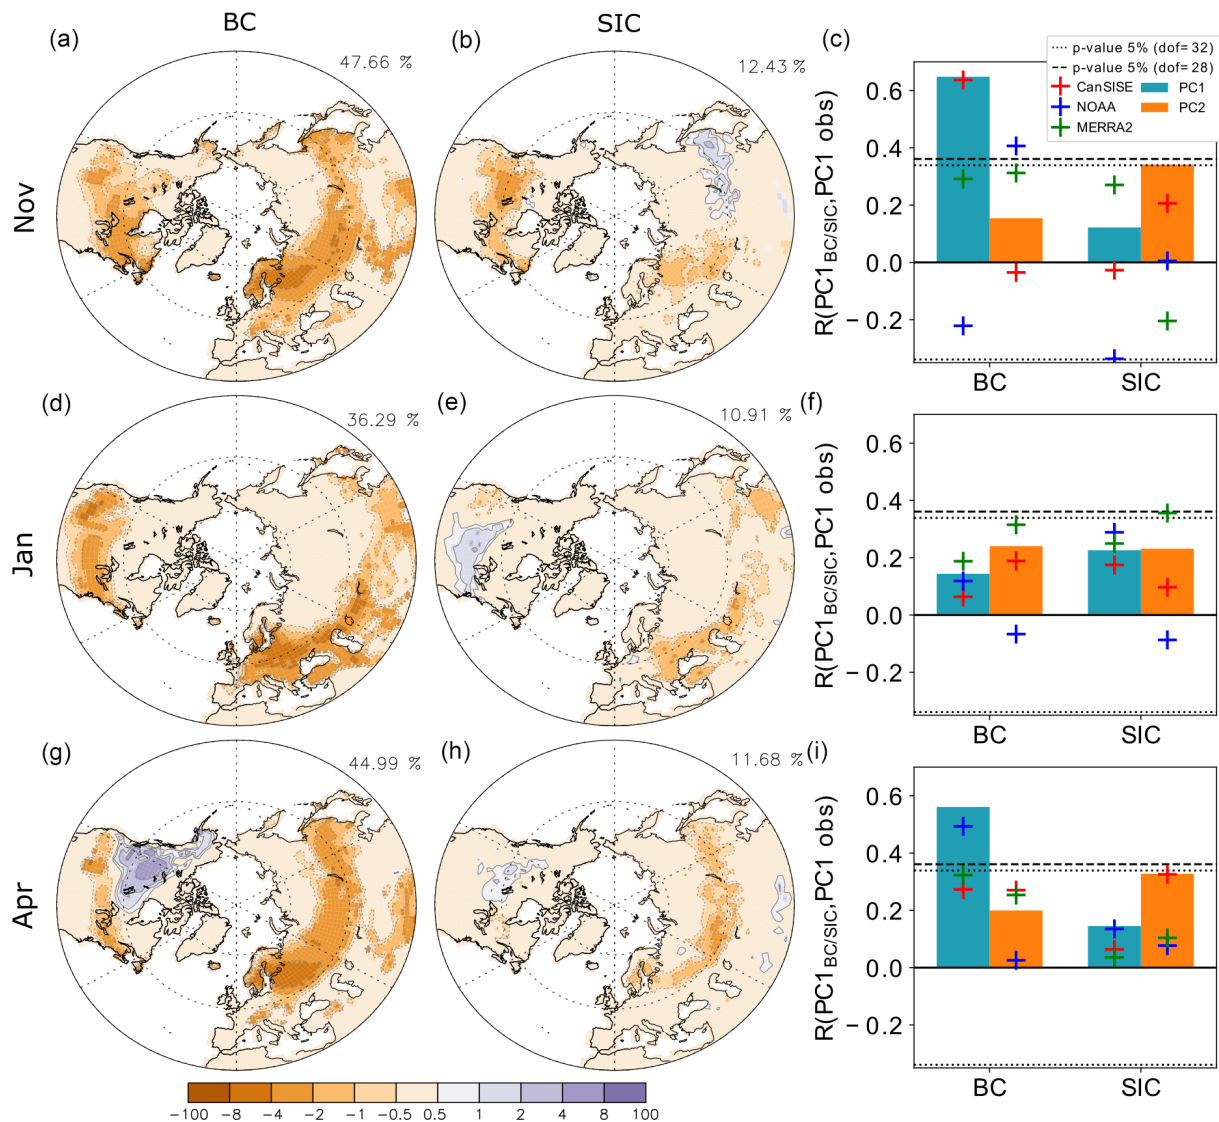 BC
SIC
(a)
47.66 %
(b)
12.43 %
(c)
p-value 5% (dof=32)
p-value 5% (dof=28)
CanSISE
NOAA
MERRA2
PC1
PC2
0.6
0.4
0.2
0.0
−0.2
R(PC1BC/SIC,PC1 obs)
BC
SIC
Nov
(d)
36.29 %
(e)
10.91 %
(f)
0.6
0.4
0.2
0.0
−0.2
R(PC1BC/SIC,PC1 obs)
BC
SIC
Jan
(g)
44.99 %
(h)
11.68 %
(i)
0.6
0.4
0.2
0.0
−0.2
R(PC1BC/SIC,PC1 obs)
BC
SIC
Apr
−100 −8 −4 −2 −1 −0.5 0.5 1 2 4 8 100